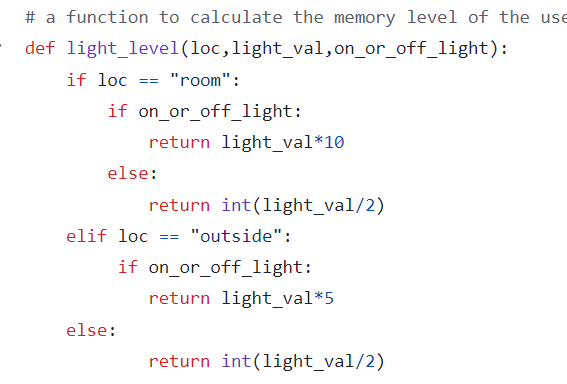 # a function to calculate the memory level of the
def light_level(loc,light_val,on_or_off_light):
    if loc == "room":
        if on_or_off_light:
            return light_val*10
        else:
            return int(light_val/2)
    elif loc == "outside":
         if on_or_off_light:
            return light_val*5
    else:
            return int(light_val/2)